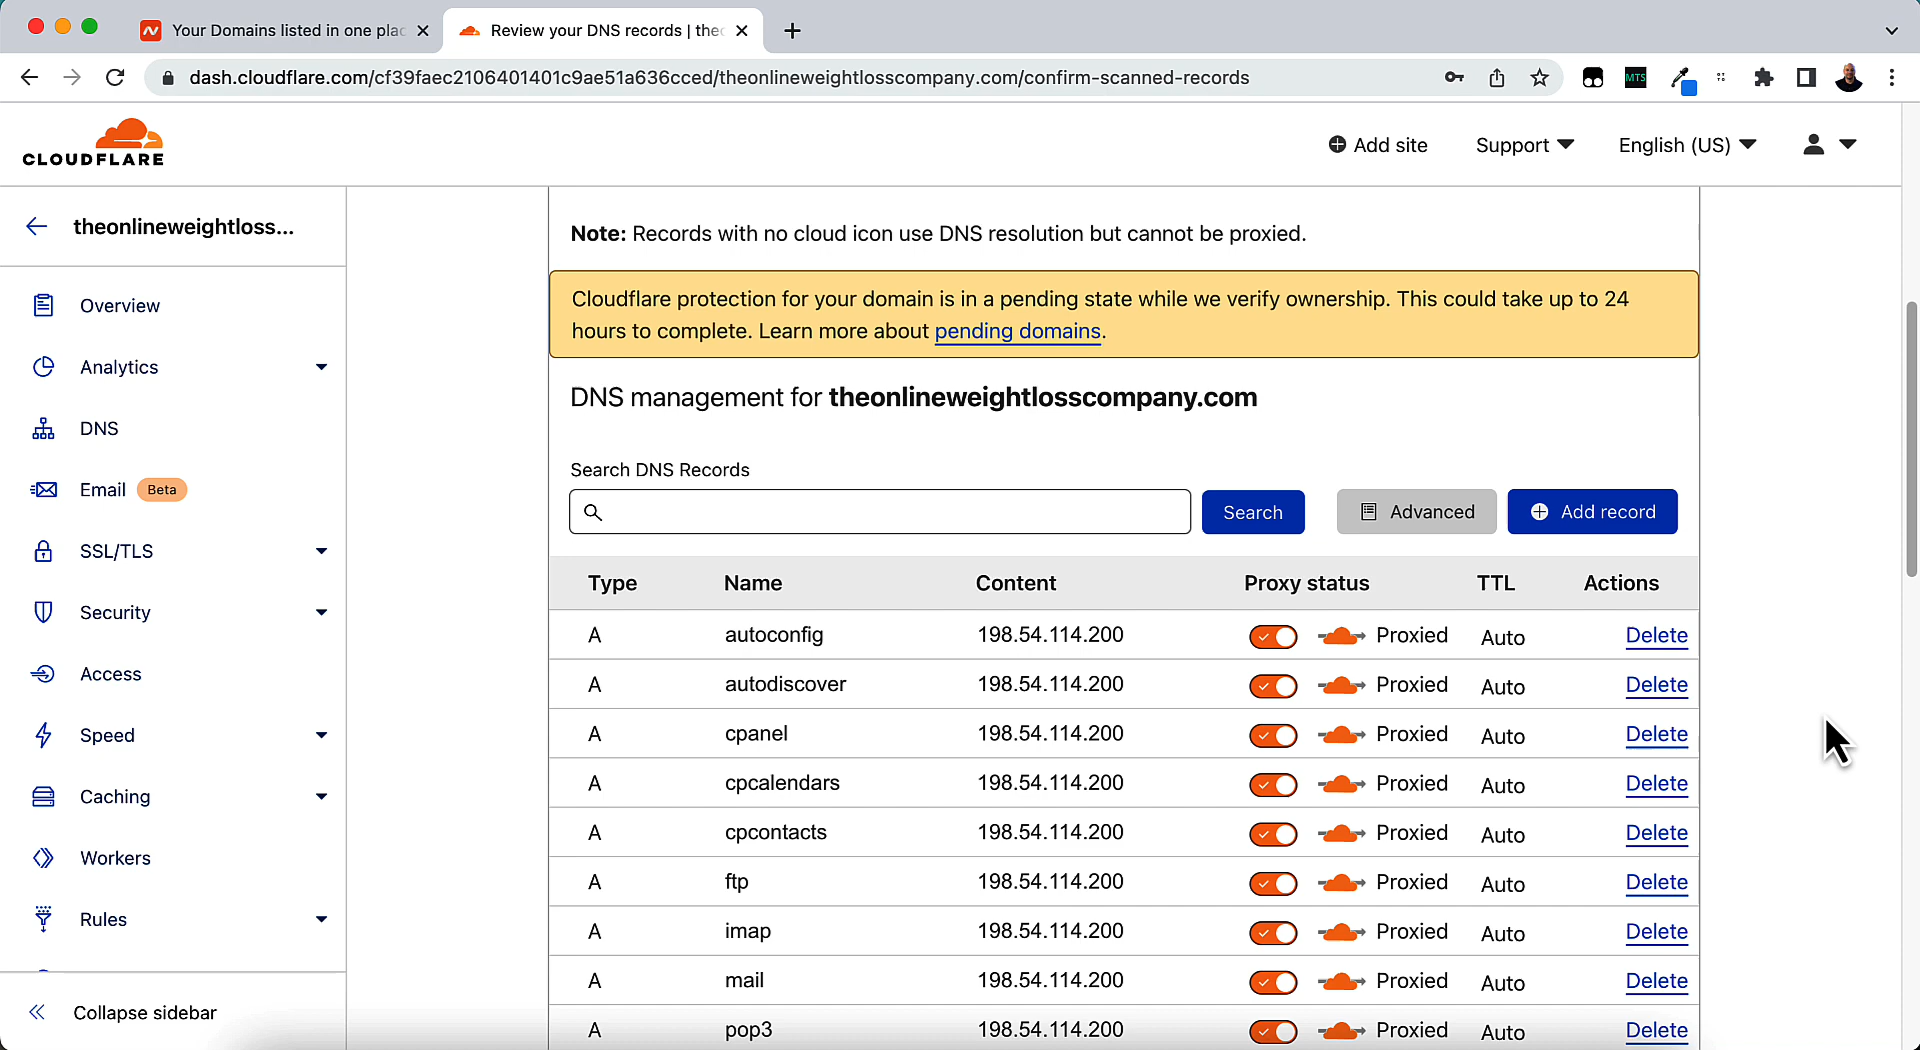 Your Domains listed in one plac
Review your DNS records | theo
dash.cloudflare.com/cf39faec2106401401c9ae51a636cced/theonlineweightlosscompany.com/confirm-scanned-records
MTS
CLOUDFLARE
Add site
Support
English (US)
theonlineweightloss...
Overview
Analytics
DNS
Email Beta
SSL/TLS
Security
Access
Speed
Caching
Workers
Rules
Collapse sidebar
Note: Records with no cloud icon use DNS resolution but cannot be proxied.
Cloudflare protection for your domain is in a pending state while we verify ownership. This could take up to 24
hours to complete. Learn more about pending domains.
DNS management for theonlineweightlosscompany.com
Search DNS Records
Search
Advanced
Add record
Type Name Content Proxy status TTL Actions
A autoconfig 198.54.114.200 Proxied Auto Delete
A autodiscover 198.54.114.200 Proxied Auto Delete
A cpanel 198.54.114.200 Proxied Auto Delete
A cpcalendars 198.54.114.200 Proxied Auto Delete
A cpcontacts 198.54.114.200 Proxied Auto Delete
A ftp 198.54.114.200 Proxied Auto Delete
A imap 198.54.114.200 Proxied Auto Delete
A mail 198.54.114.200 Proxied Auto Delete
A pop3 198.54.114.200 Proxied Auto Delete